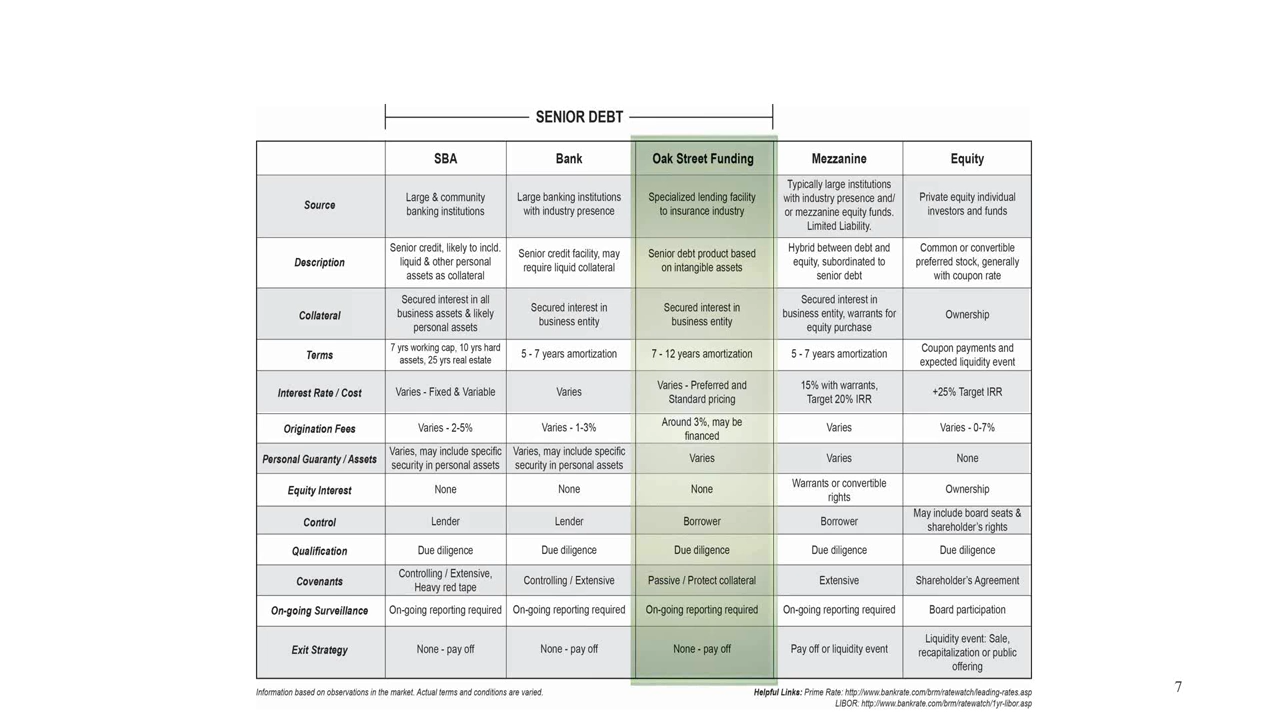 SENIOR DEBT
SBA
Bank
Oak Street Funding
Mezzanine
Equity
Source
Large & community
banking institutions
Large banking institutions
with industry presence
Specialized lending facility
to insurance industry
Typically large institutions
with industry presence and/
or mezzanine equity funds.
Limited Liability.
Private equity individual
investors and funds
Description
Senior credit, likely to incld.
liquid & other personal
assets as collateral
Senior credit facility, may
require liquid collateral
Senior debt product based
on intangible assets
Hybrid between debt and
equity, subordinated to
senior debt
Common or convertible
preferred stock, generally
with coupon rate
Collateral
Secured interest in all
business assets & likely
personal assets
Secured interest in
business entity
Secured interest in
business entity
Secured interest in
business entity, warrants for
equity purchase
Ownership
Terms
7 yrs working cap, 10 yrs hard
assets, 25 yrs real estate
5 - 7 years amortization
7 - 12 years amortization
5 - 7 years amortization
Coupon payments and
expected liquidity event
Interest Rate / Cost
Varies - Fixed & Variable
Varies
Varies - Preferred and
Standard pricing
15% with warrants,
Target 20% IRR
+25% Target IRR
Origination Fees
Varies - 2-5%
Varies - 1-3%
Around 3%, may be
financed
Varies
Varies - 0-7%
Personal Guaranty / Assets
Varies, may include specific
security in personal assets
Varies, may include specific
security in personal assets
Varies
Varies
None
Equity Interest
None
None
None
Warrants or convertible
rights
Ownership
Control
Lender
Lender
Borrower
Borrower
May include board seats &
shareholder's rights
Qualification
Due diligence
Due diligence
Due diligence
Due diligence
Due diligence
Covenants
Controlling / Extensive,
Heavy red tape
Controlling / Extensive
Passive / Protect collateral
Extensive
Shareholder's Agreement
On-going Surveillance
On-going reporting required
On-going reporting required
On-going reporting required
On-going reporting required
Board participation
Exit Strategy
None - pay off
None - pay off
None - pay off
Pay off or liquidity event
Liquidity event: Sale,
recapitalization or public
offering
Information based on observations in the market. Actual terms and conditions are varied.
Helpful Links: Prime Rate: http://www.bankrate.com/brm/ratewatch/leading-rates.asp
LIBOR: http://www.bankrate.com/brm/ratewatch/1yr-libor.asp
7